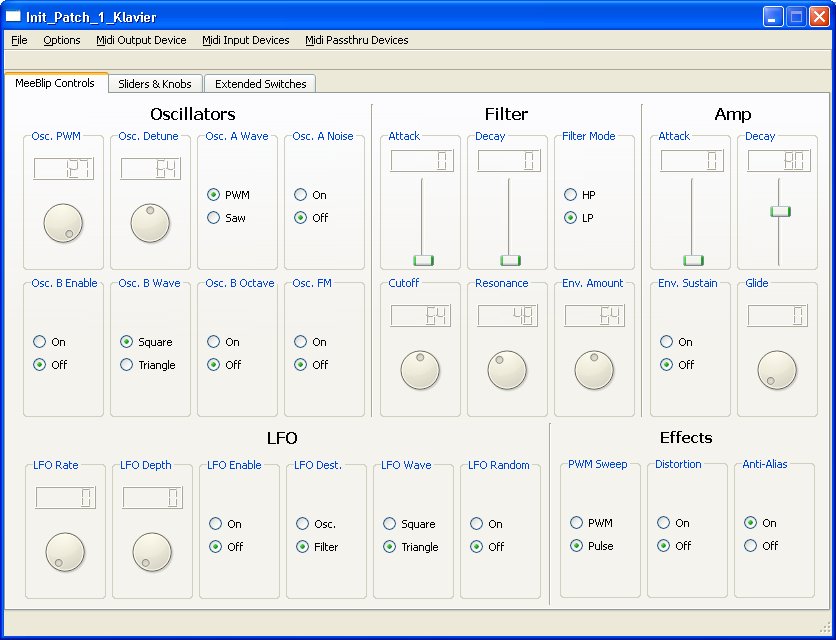 Init_Patch_1_Klavier
File Options Midi Output Device Midi Input Devices Midi Passthru Devices
MeeBlip Controls Sliders & Knobs Extended Switches
Oscillators Filter Amp
Osc. PWM Osc. Detune Osc. A Wave Osc. A Noise Attack Decay Filter Mode Attack Decay
127 64 0 0 0 80
PWM On HP
Saw Off LP
Osc. B Enable Osc. B Wave Osc. B Octave Osc. FM Cutoff Resonance Env. Amount Env. Sustain Glide
64 48 64 0
On Square On On On
Off Triangle Off Off Off
LFO Effects
LFO Rate LFO Depth LFO Enable LFO Dest. LFO Wave LFO Random PWM Sweep Distortion Anti-Alias
0 0
On Osc. Square On PWM On On
Off Filter Triangle Off Pulse Off Off